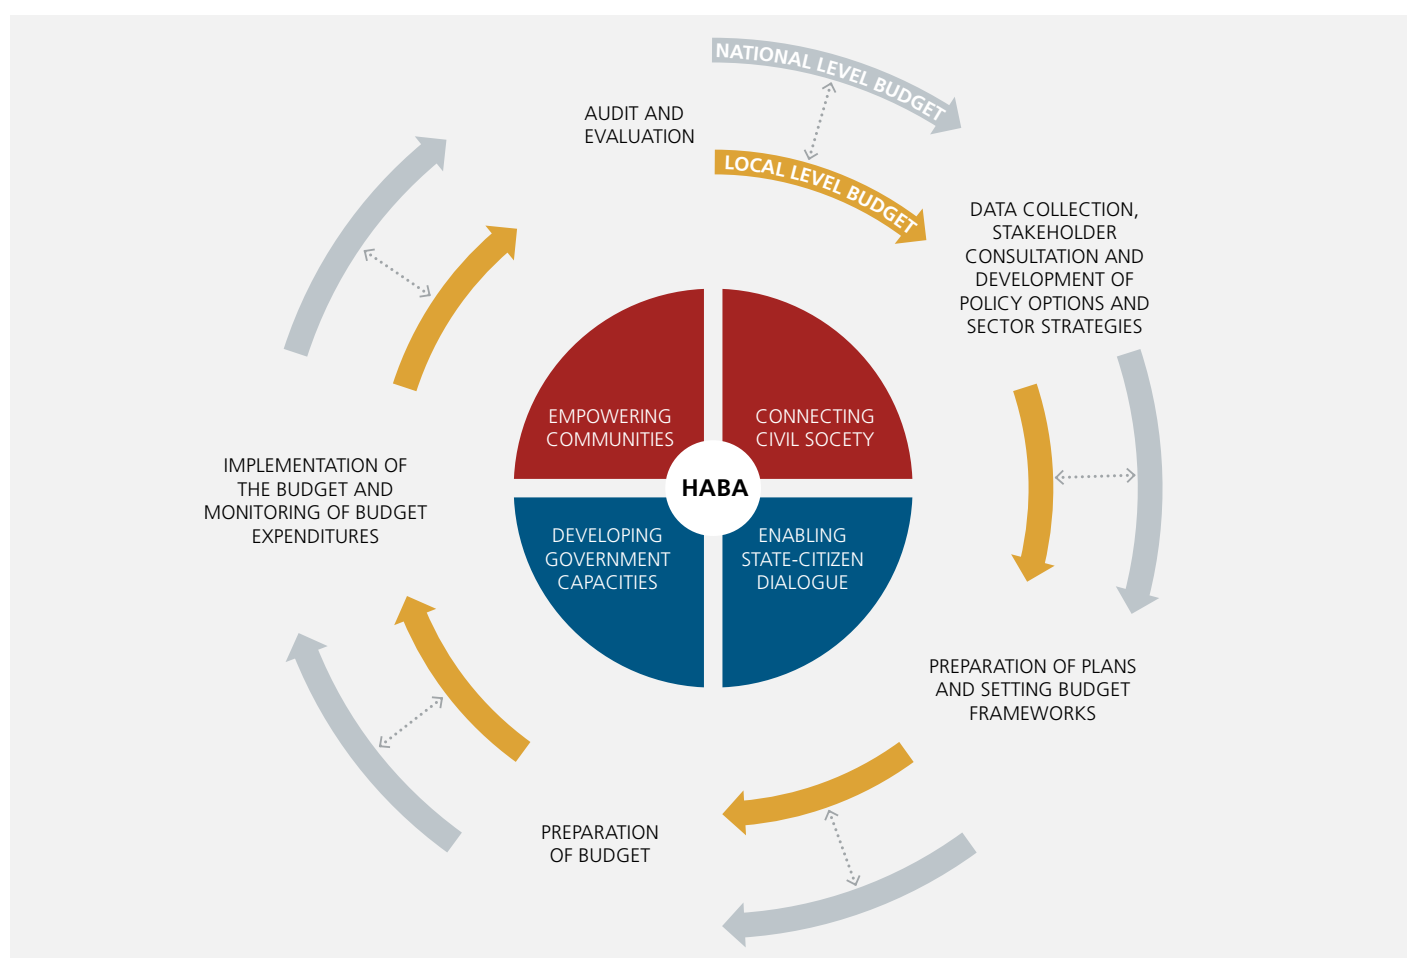 NATIONAL LEVEL BUDGET
AUDIT AND
EVALUATION
LOCAL LEVEL BUDGET
DATA COLLECTION,
STAKEHOLDER
CONSULTATION AND
DEVELOPMENT OF
POLICY OPTIONS AND
SECTOR STRATEGIES
EMPOWERING
COMMUNITIES
CONNECTING
CIVIL SOCETY
IMPLEMENTATION OF
THE BUDGET AND
MONITORING OF BUDGET
EXPENDITURES
HABA
DEVELOPING
GOVERNMENT
CAPACITIES
ENABLING
STATE-CITIZEN
DIALOGUE
PREPARATION OF PLANS
AND SETTING BUDGET
FRAMEWORKS
PREPARATION
OF BUDGET